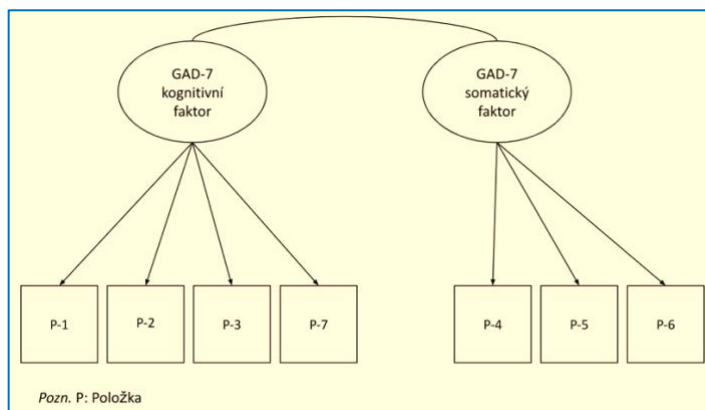 GAD-7
kognitivní
faktor
GAD-7
somatický
faktor
P-1
P-2
P-3
P-7
P-4
P-5
P-6
Pozn. P: Položka